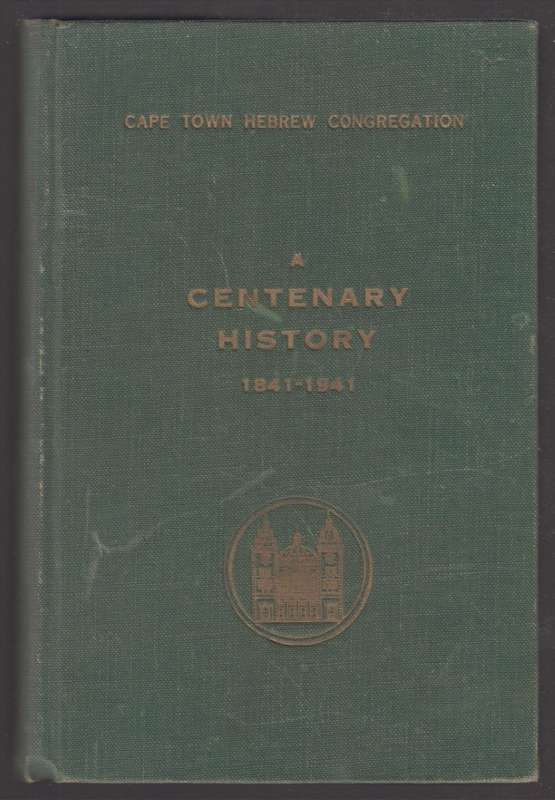 CAPE TOWN HEBREW CONGREGATION
A
CENTENARY
HISTORY
1841-1941